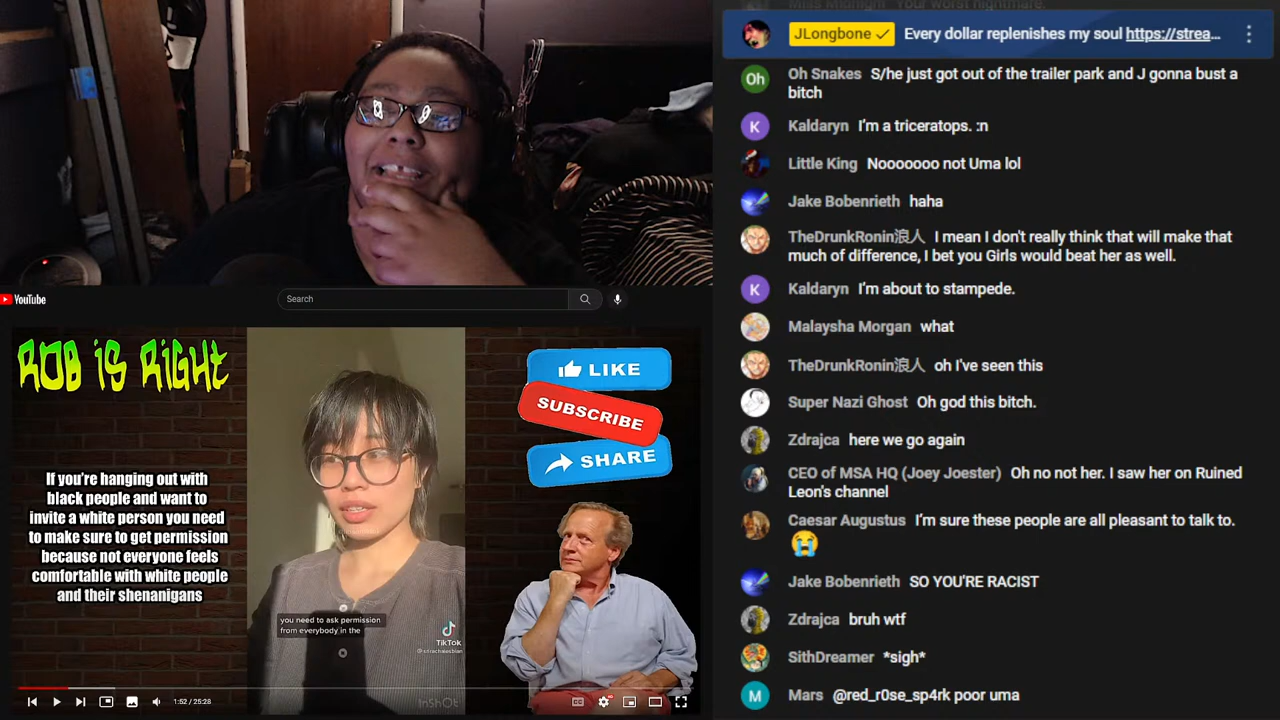 Miss Midnight Your worst nightmare.
JLongbone Every dollar replenishes my soul https://strea...
Oh
Oh Snakes S/he just got out of the trailer park and J gonna bust a
bitch
K
Kaldaryn I'm a triceratops. :n
Little King Nooooooo not Uma lol
Jake Bobenrieth haha
TheDrunkRonin浪人 I mean I don't really think that will make that
much of difference, I bet you Girls would beat her as well.
K
Kaldaryn I'm about to stampede.
Malaysha Morgan what
TheDrunkRonin浪人 oh I've seen this
Super Nazi Ghost Oh god this bitch.
Zdrajca here we go again
CEO of MSA HQ (Joey Joester) Oh no not her. I saw her on Ruined
Leon's channel
Caesar Augustus I'm sure these people are all pleasant to talk to.
Jake Bobenrieth SO YOU'RE RACIST
Zdrajca bruh wtf
SithDreamer *sigh*
M
Mars @red_r0se_sp4rk poor uma
YouTube
Search
ROB iS RiGHt
If you're hanging out with
black people and want to
invite a white person you need
to make sure to get permission
because not everyone feels
comfortable with white people
and their shenanigans
you need to ask permission
from everybody in the
TikTok
InShOt
LIKE
SUBSCRIBE
SHARE
1:52 / 25:28